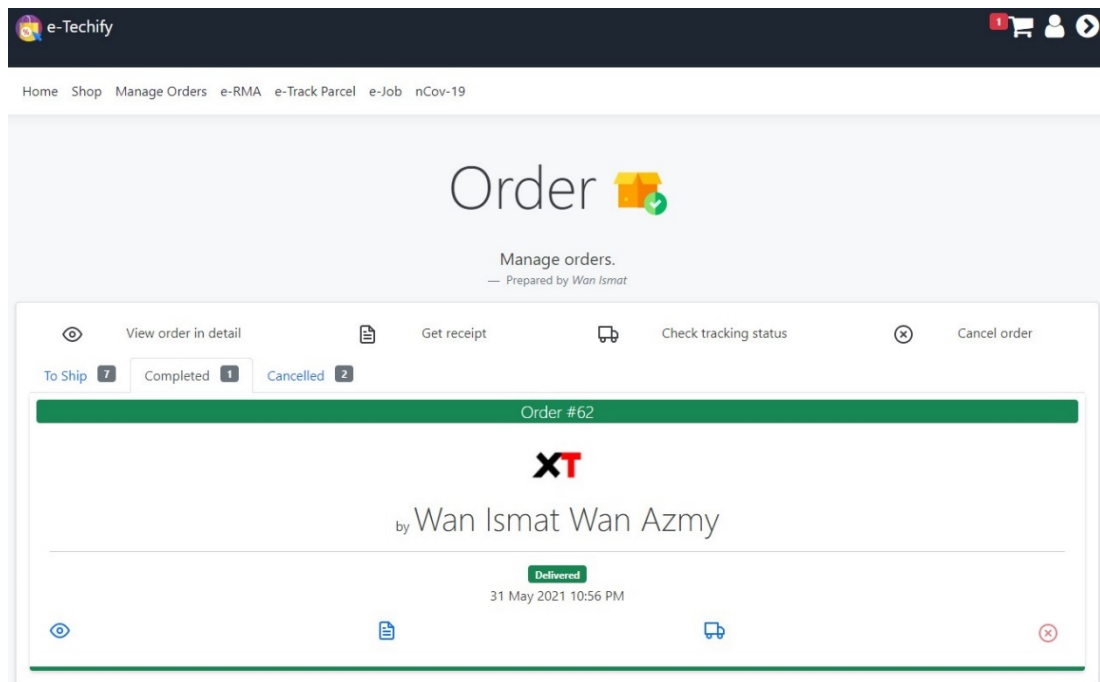 e-Techify
1
Home Shop Manage Orders e-RMA e-Track Parcel e-Job nCov-19
Order
Manage orders.
— Prepared by Wan Ismat
View order in detail Get receipt Check tracking status Cancel order
To Ship 7 Completed 1 Cancelled 2
Order #62
XT
by Wan Ismat Wan Azmy
Delivered
31 May 2021 10:56 PM